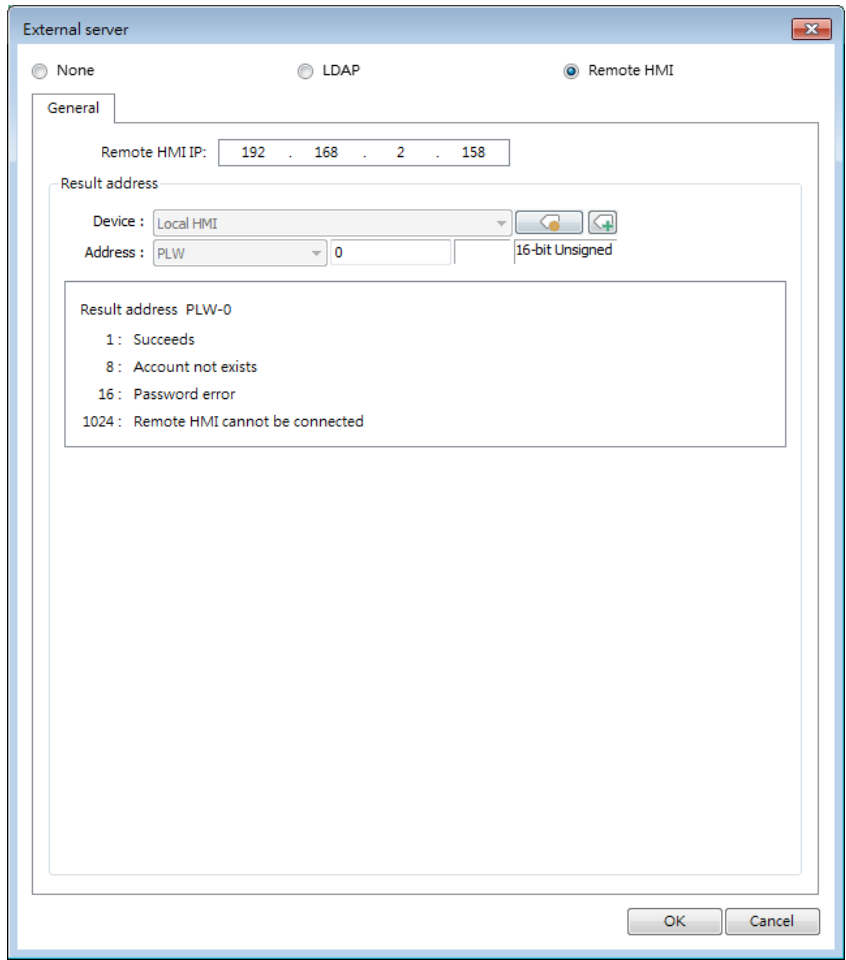 External server
None LDAP Remote HMI
General
Remote HMI IP: 192 . 168 . 2 . 158
Result address
Device : Local HMI
Address : PLW 0 16-bit Unsigned
Result address PLW-0
1 : Succeeds
8 : Account not exists
16 : Password error
1024 : Remote HMI cannot be connected
OK Cancel